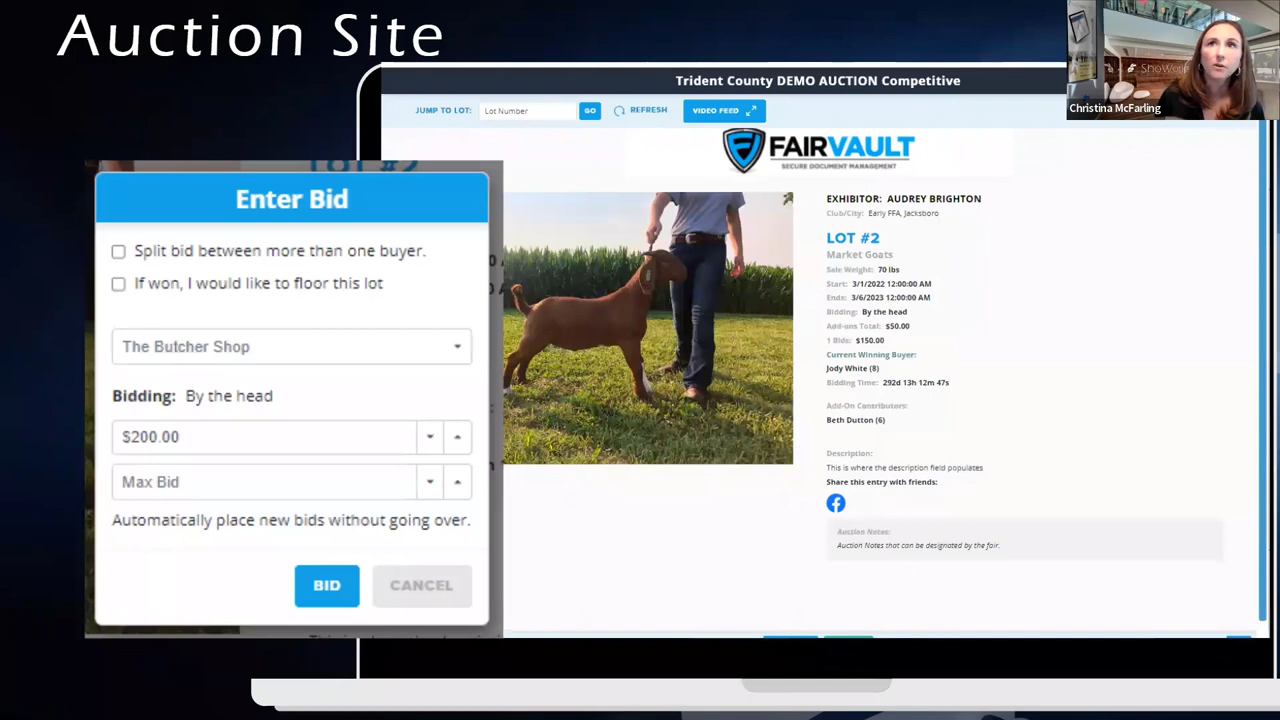 Auction Site
Christina McFarling
Trident County DEMO AUCTION Competitive
JUMP TO LOT: Lot Number GO REFRESH VIDEO FEED
FAIRVAULT
SECURE DOCUMENT MANAGEMENT
LOT #2
Enter Bid
Split bid between more than one buyer.
If won, I would like to floor this lot
The Butcher Shop
Bidding: By the head
$200.00
Max Bid
Automatically place new bids without going over.
BID CANCEL
EXHIBITOR: AUDREY BRIGHTON
Club/City: Early FFA, Jacksboro
LOT #2
Market Goats
Sale Weight: 70 lbs
Start: 3/1/2022 12:00:00 AM
Ends: 3/6/2023 12:00:00 AM
Bidding: By the head
Add-ons Total: $50.00
1 Bids: $150.00
Current Winning Buyer:
Jody White (8)
Bidding Time: 292d 13h 12m 47s
Add-On Contributors:
Beth Dutton (6)
Description:
This is where the description field populates
Share this entry with friends:
Auction Notes:
Auction Notes that can be designated by the fair.